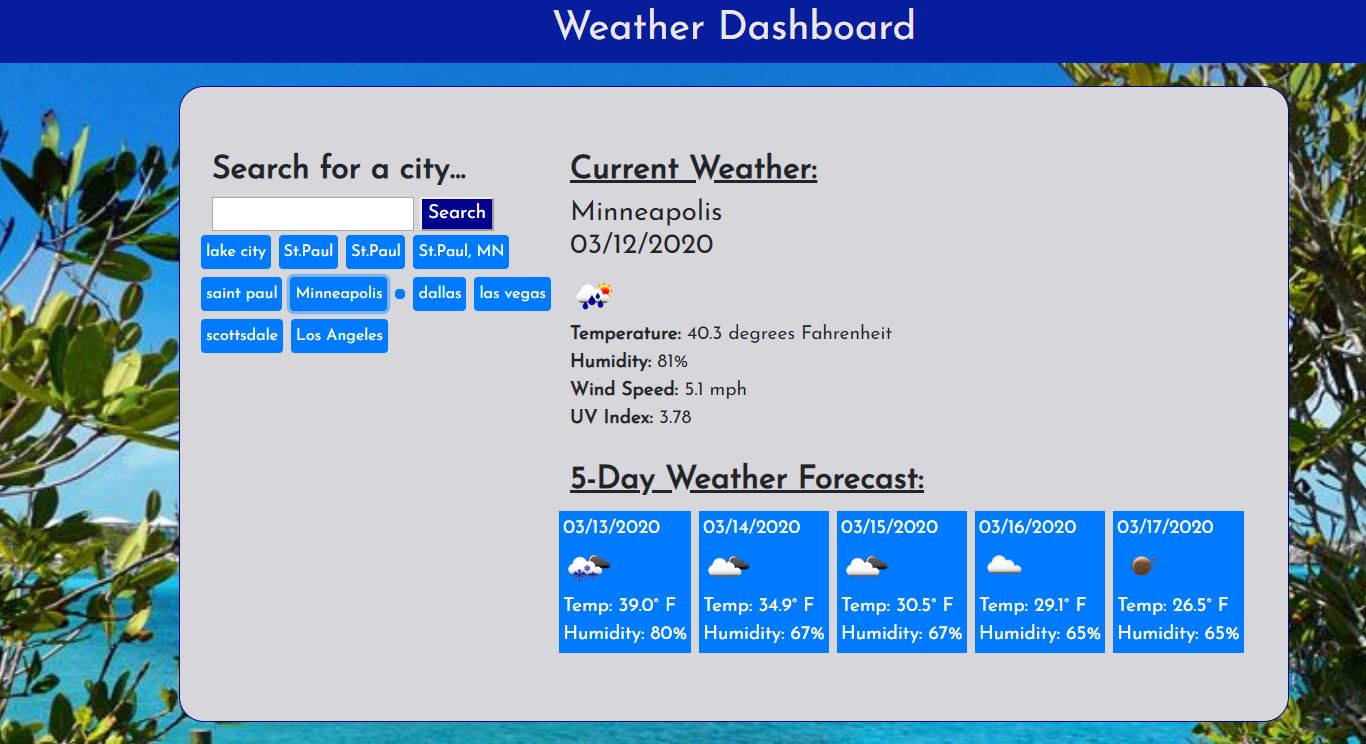 Weather Dashboard
Search for a city...
Search
lake city St.Paul St.Paul St.Paul, MN
saint paul Minneapolis dallas las vegas
scottsdale Los Angeles
Current Weather:
Minneapolis
03/12/2020
Temperature: 40.3 degrees Fahrenheit
Humidity: 81%
Wind Speed: 5.1 mph
UV Index: 3.78
5-Day Weather Forecast:
03/13/2020
Temp: 39.0° F
Humidity: 80%
03/14/2020
Temp: 34.9° F
Humidity: 67%
03/15/2020
Temp: 30.5° F
Humidity: 67%
03/16/2020
Temp: 29.1° F
Humidity: 65%
03/17/2020
Temp: 26.5° F
Humidity: 65%